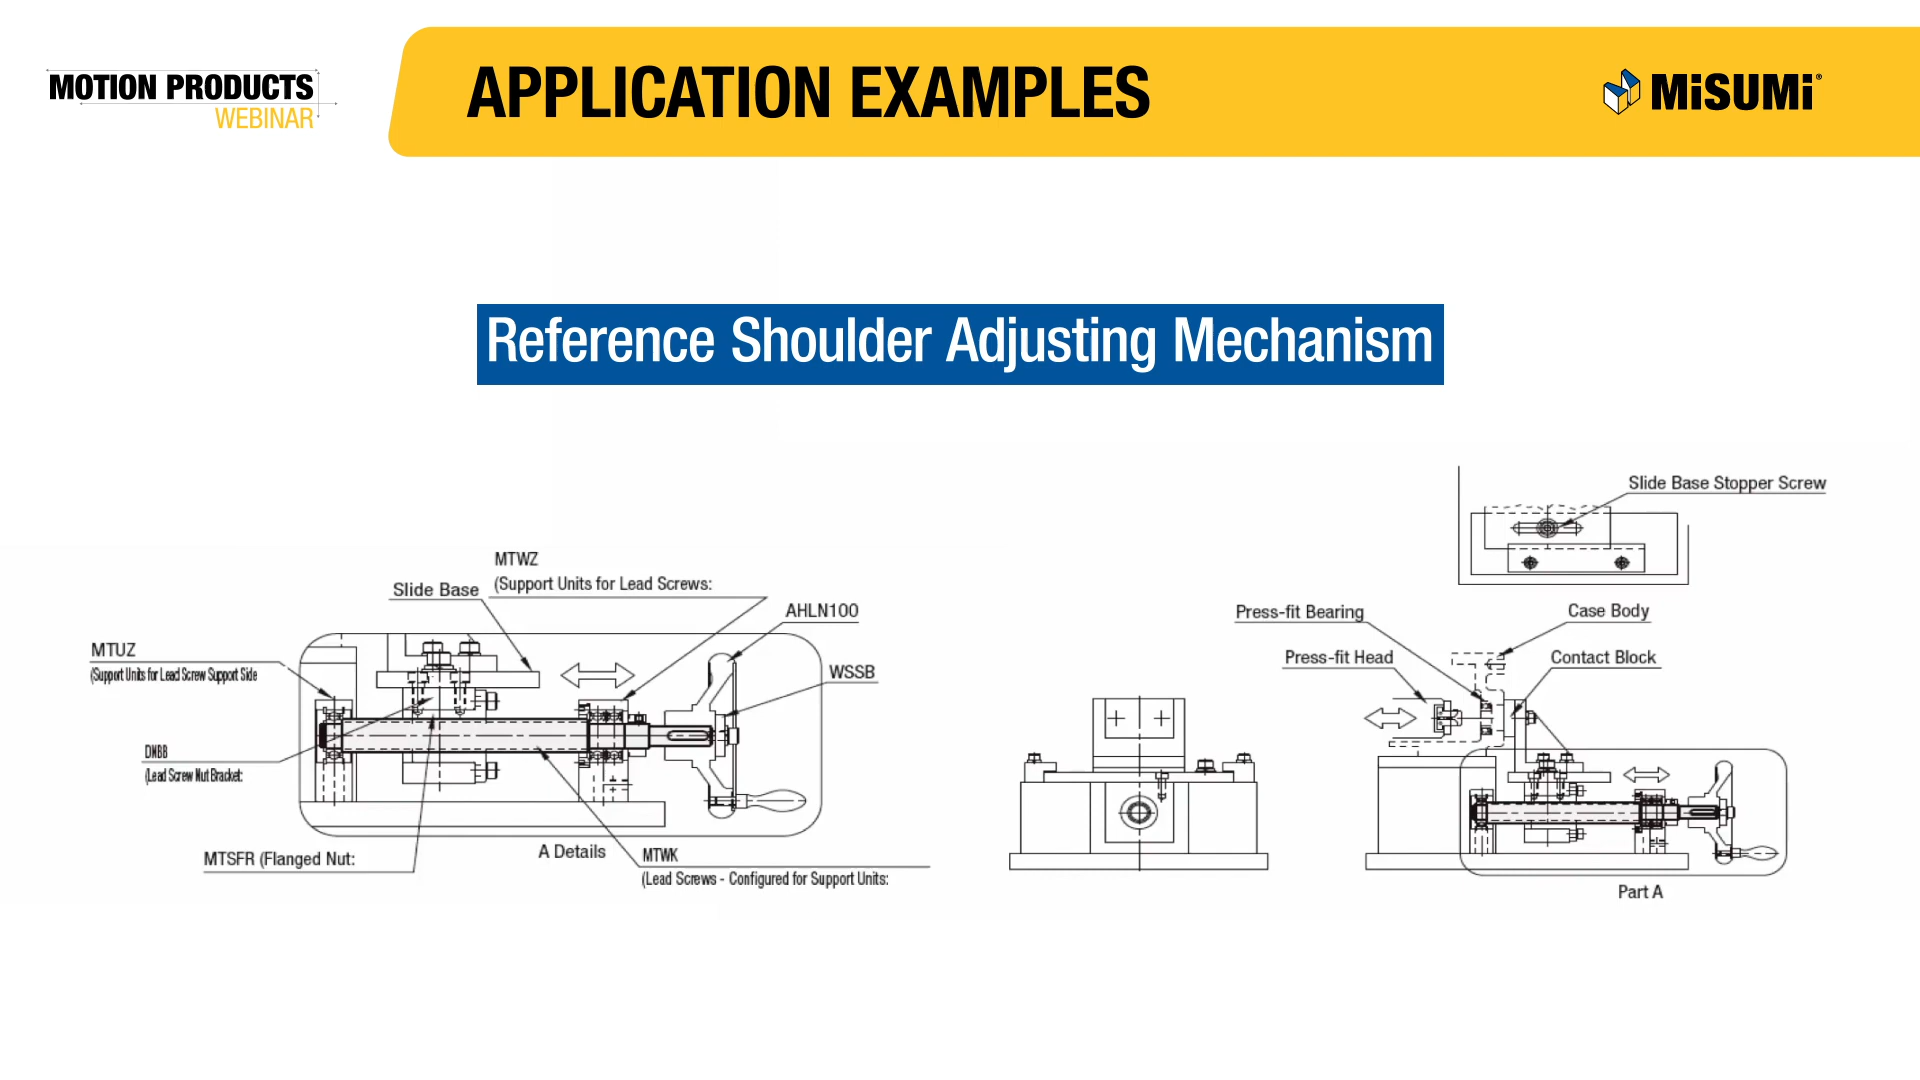 MOTION PRODUCTS
WEBINAR
APPLICATION EXAMPLES
MiSUMi®
Reference Shoulder Adjusting Mechanism
MTWZ
(Support Units for Lead Screws:
Slide Base
AHLN100
MTUZ
(Support Units for Lead Screw Support Side
WSSB
DNBB
(Lead Screw Nut Bracket:
MTSFR (Flanged Nut:
A Details
MTWK
(Lead Screws - Configured for Support Units:
Slide Base Stopper Screw
Press-fit Bearing
Case Body
Press-fit Head
Contact Block
Part A